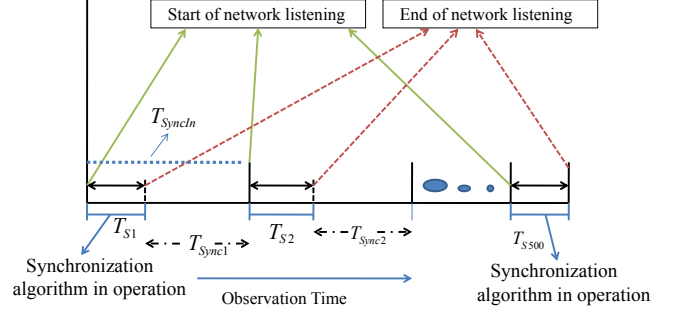 Start of network listening
End of network listening
T_SyncIn
T_S1
T_Sync1
T_S2
T_Sync2
T_S500
Synchronization
algorithm in operation
Observation Time
Synchronization
algorithm in operation